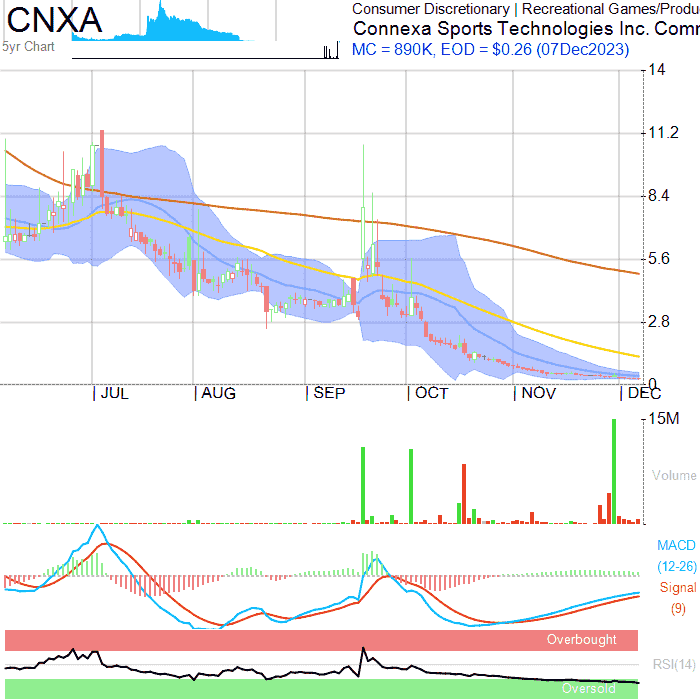 CNXA
5yr Chart
Consumer Discretionary | Recreational Games/Produ
Connexa Sports Technologies Inc. Comr
MC = 890K, EOD = $0.26 (07Dec2023)
14
11.2
8.4
5.6
2.8
0
JUL AUG SEP OCT NOV DEC
15M
Volume
MACD
(12-26)
Signal
(9)
Overbought
RSI(14)
Oversold